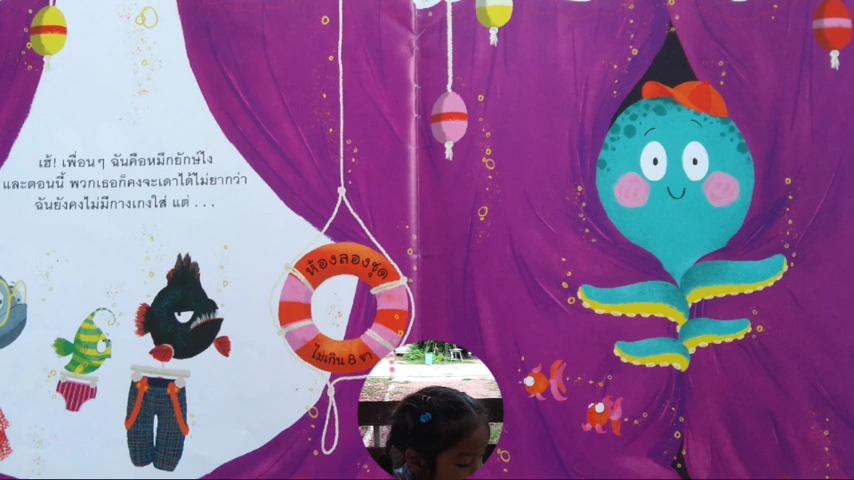 เฮ้! เพื่อนๆ ฉันคือหมึกยักษ์ไง
และตอนนี้ พวกเธอก็คงจะเดาได้ไม่ยากว่า
ฉันยังคงไม่มีกางเกงใส่ แต่ . . .
ห้องลองชุด
ไม่เกิน 8 ขา